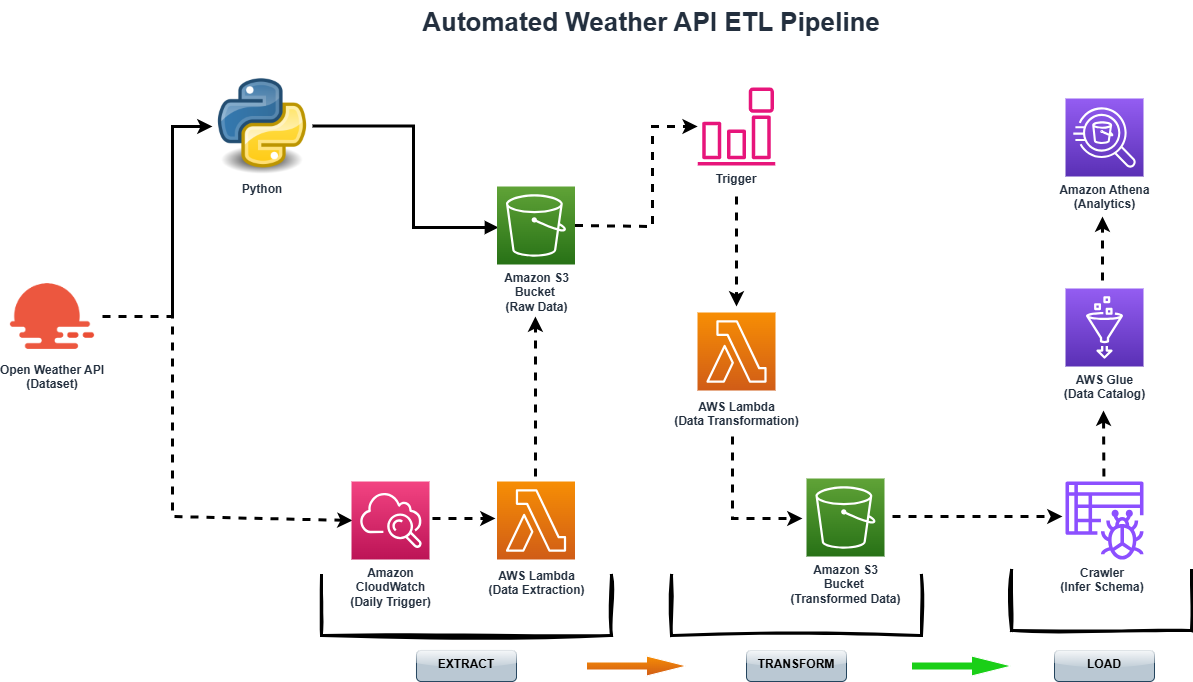 Automated Weather API ETL Pipeline
Python
Trigger
Amazon Athena
(Analytics)
Amazon S3
Bucket
(Raw Data)
Open Weather API
(Dataset)
AWS Lambda
(Data Transformation)
AWS Glue
(Data Catalog)
Amazon
CloudWatch
(Daily Trigger)
AWS Lambda
(Data Extraction)
Amazon S3
Bucket
(Transformed Data)
Crawler
(Infer Schema)
EXTRACT
TRANSFORM
LOAD